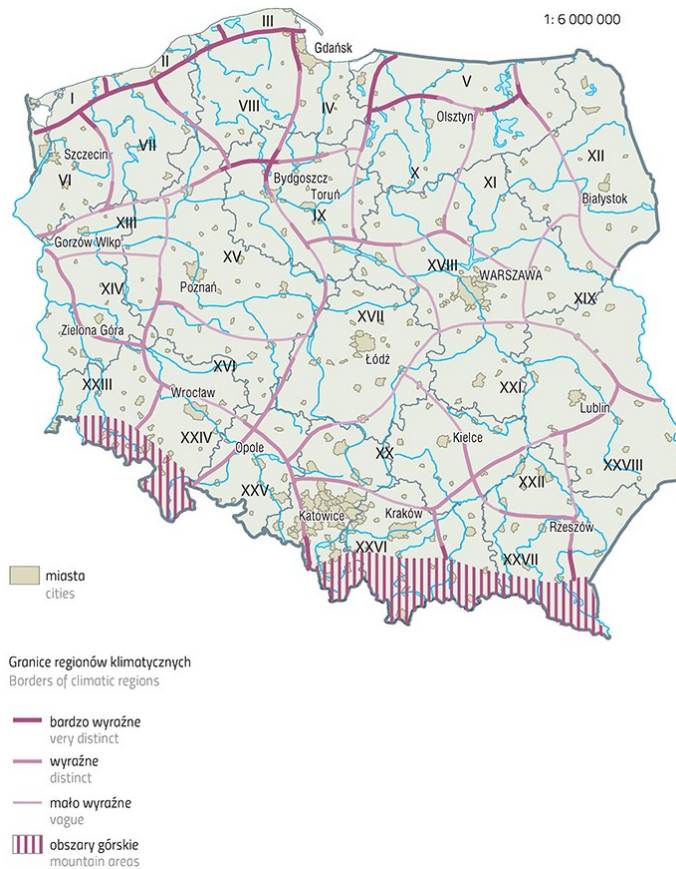 1: 6 000 000
III
Gdańsk
II
I
V
VIII
IV
Olsztyn
VII
Szczecin
VI
X
XII
Bydgoszcz
XI
Toruń
Białystok
IX
XIII
Gorzów Wlkp.
XV
XVIII
WARSZAWA
Poznań
XIV
XIX
XVII
Zielona Góra
Łódź
XVI
XXIII
XXI
Wrocław
Lublin
XXIV
Opole
Kielce
XX
XXVIII
XXII
XXV
Katowice
Kraków
Rzeszów
XXVI
XXVII
miasta
cities
Granice regionów klimatycznych
Borders of climatic regions
bardzo wyraźne
very distinct
wyraźne
distinct
mało wyraźne
vague
obszary górskie
mountain areas